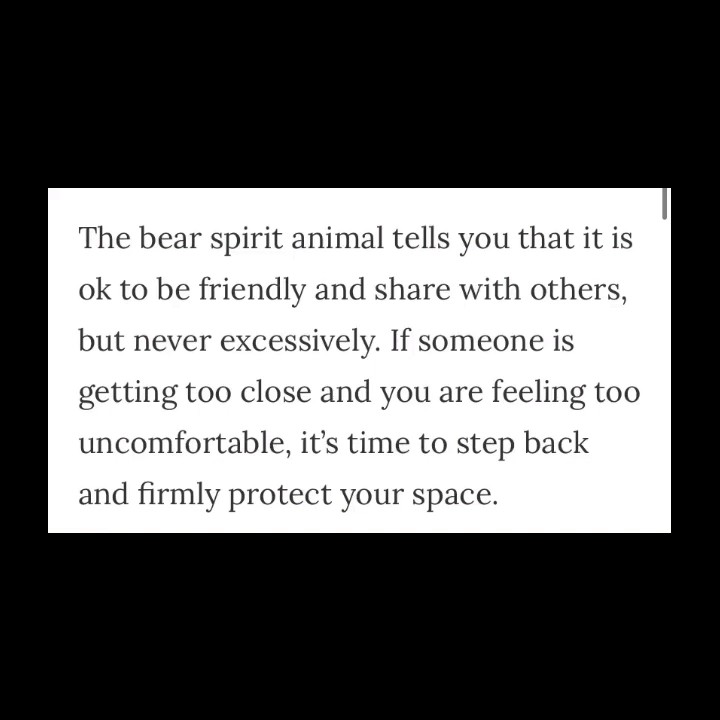 The bear spirit animal tells you that it is
ok to be friendly and share with others,
but never excessively. If someone is
getting too close and you are feeling too
uncomfortable, it’s time to step back
and firmly protect your space.